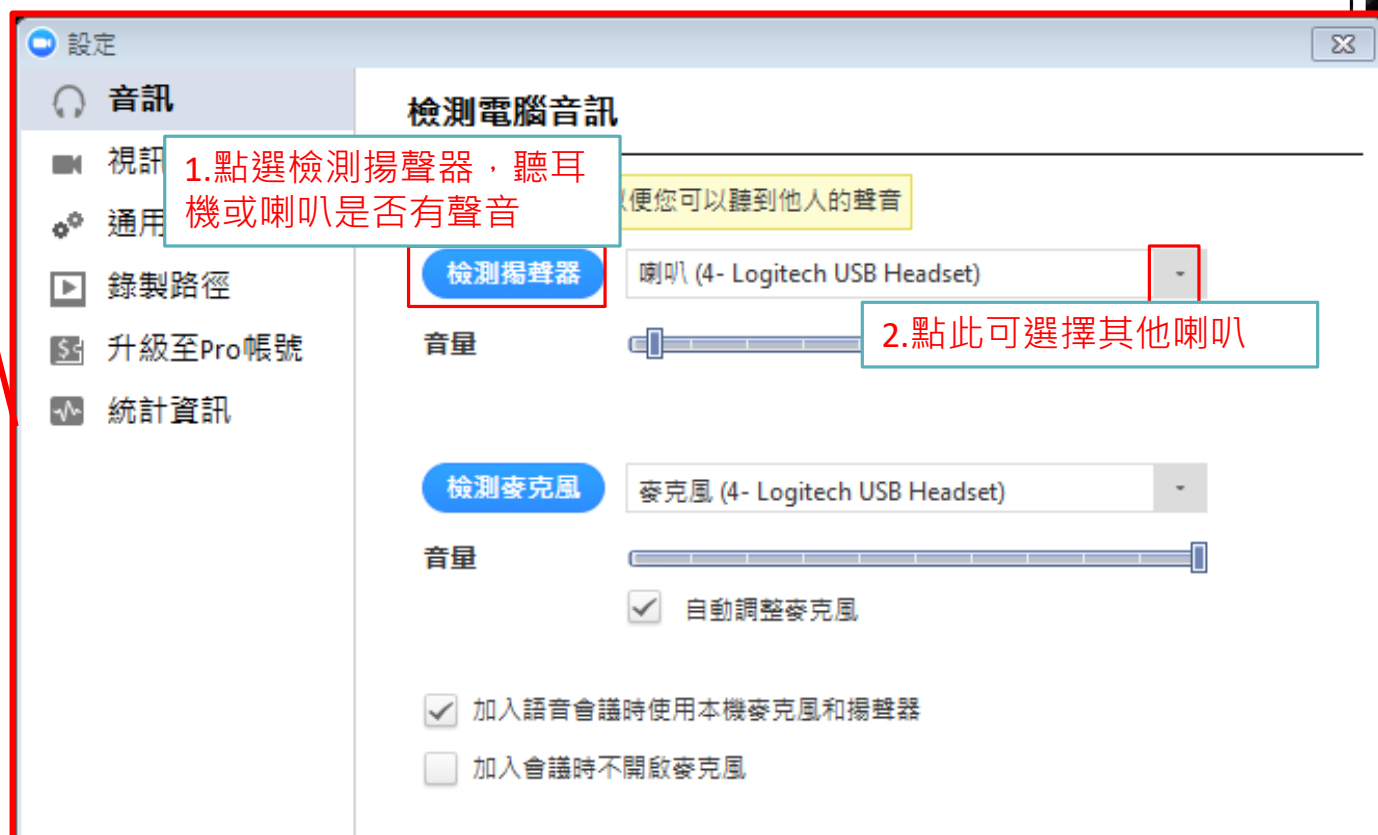 設定
音訊
檢測電腦音訊
視訊
1.點選檢測揚聲器，聽耳
機或喇叭是否有聲音
便您可以聽到他人的聲音
通用
檢測揚聲器
喇叭 (4- Logitech USB Headset)
錄製路徑
2.點此可選擇其他喇叭
音量
升級至Pro帳號
統計資訊
檢測麥克風
麥克風 (4- Logitech USB Headset)
音量
自動調整麥克風
加入語音會議時使用本機麥克風和揚聲器
加入會議時不開啟麥克風